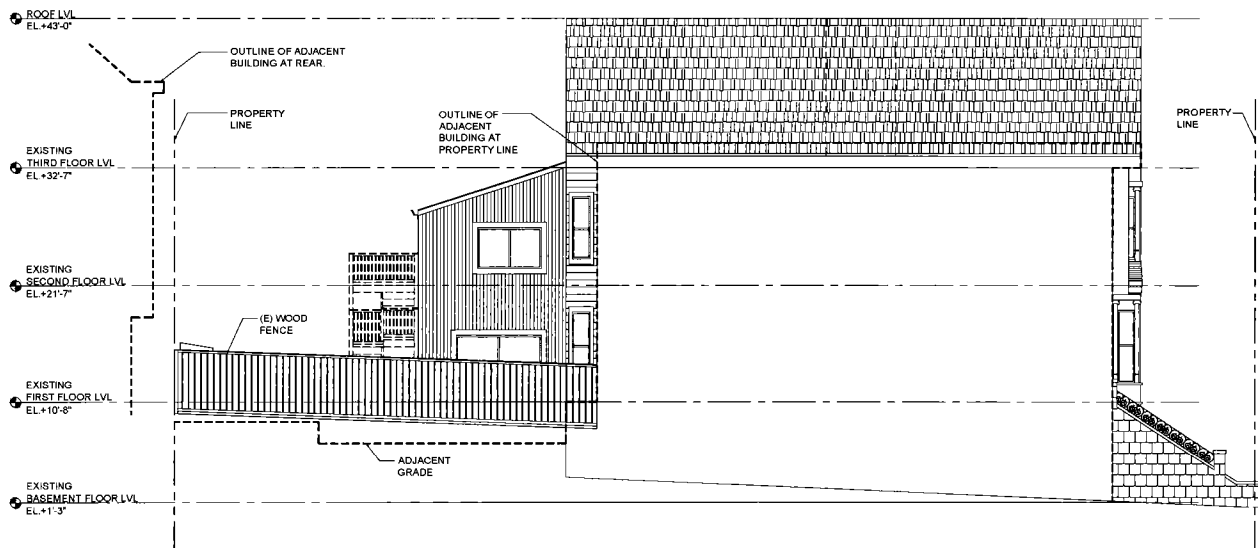 ROOF LVL
EL.+43'-0"
OUTLINE OF ADJACENT
BUILDING AT REAR.
PROPERTY
LINE
OUTLINE OF
ADJACENT
BUILDING AT
PROPERTY LINE
PROPERTY
LINE
EXISTING
THIRD FLOOR LVL
EL.+32'-7"
EXISTING
SECOND FLOOR LVL
EL.+21'-7"
(E) WOOD
FENCE
EXISTING
FIRST FLOOR LVL
EL.+10'-8"
ADJACENT
GRADE
EXISTING
BASEMENT FLOOR LVL
EL.+1'-3"